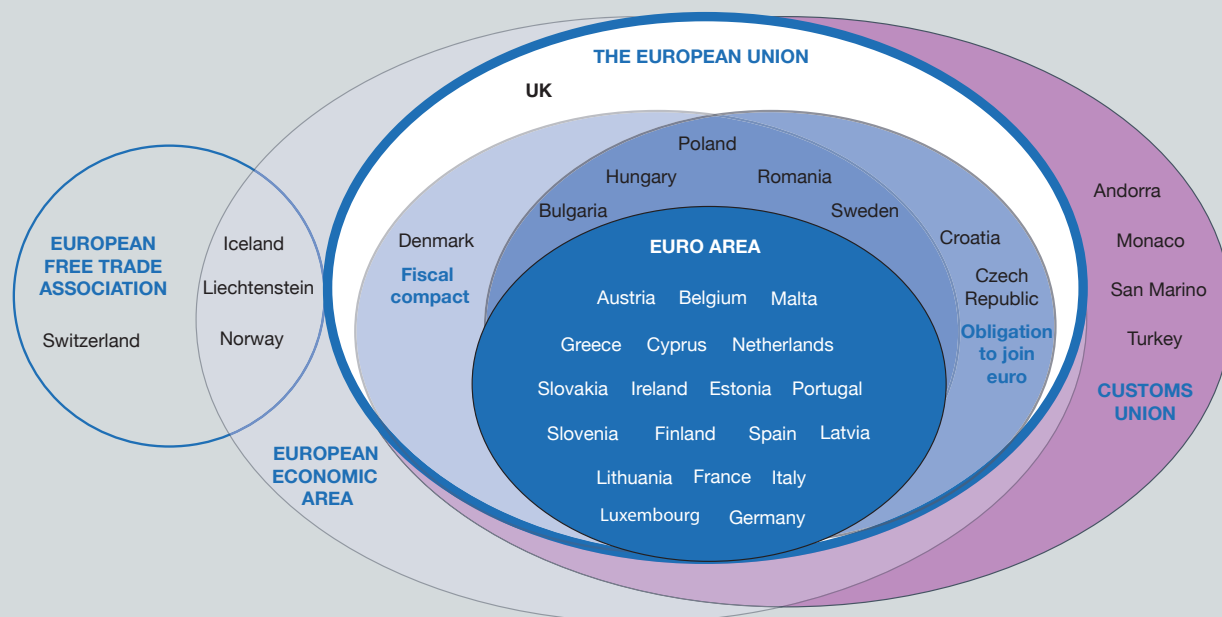 THE EUROPEAN UNION
UK
Poland
Hungary Romania
Bulgaria Sweden
Andorra
Monaco
San Marino
Turkey
CUSTOMS
UNION
EUROPEAN
FREE TRADE
ASSOCIATION
Switzerland
Iceland
Liechtenstein
Norway
EUROPEAN
ECONOMIC
AREA
Denmark
Fiscal
compact
Croatia
Czech
Republic
Obligation
to join
euro
EURO AREA
Austria Belgium Malta
Greece Cyprus Netherlands
Slovakia Ireland Estonia Portugal
Slovenia Finland Spain Latvia
Lithuania France Italy
Luxembourg Germany